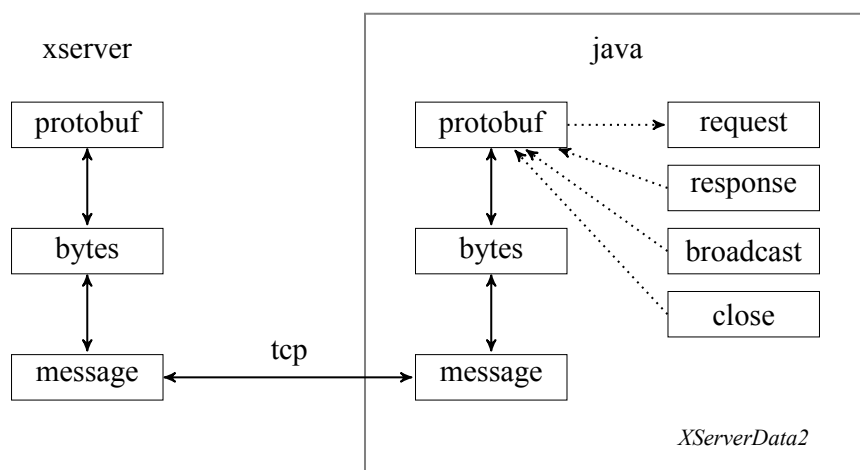 xserver
java
protobuf
protobuf
request
response
bytes
bytes
broadcast
close
message
tcp
message
XServerData2